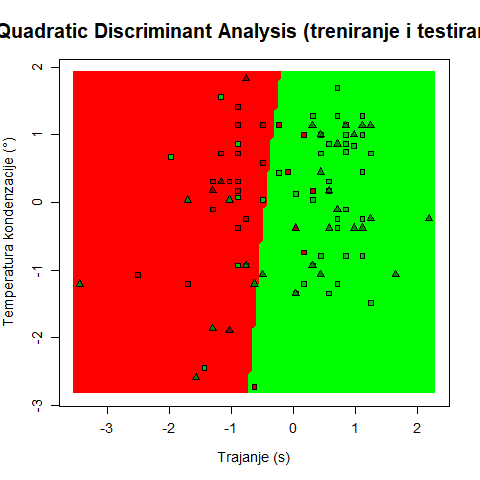 Quadratic Discriminant Analysis (treniranje i testiran
Temperatura kondenzacije (°)
2
1
0
-1
-2
-3
-3 -2 -1 0 1 2
Trajanje (s)